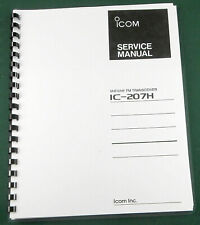 ICOM
SERVICE
MANUAL
VHF/UHF FM TRANSCEIVER
IC-207H
Icom Inc.